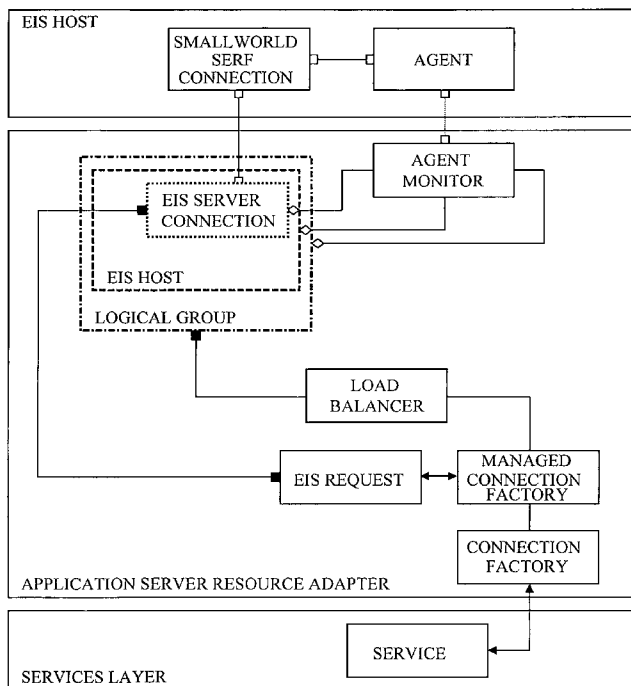 EIS HOST
SMALLWORLD
SERF
CONNECTION
AGENT
AGENT
MONITOR
EIS SERVER
CONNECTION
EIS HOST
LOGICAL GROUP
LOAD
BALANCER
EIS REQUEST
MANAGED
CONNECTION
FACTORY
CONNECTION
FACTORY
APPLICATION SERVER RESOURCE ADAPTER
SERVICE
SERVICES LAYER